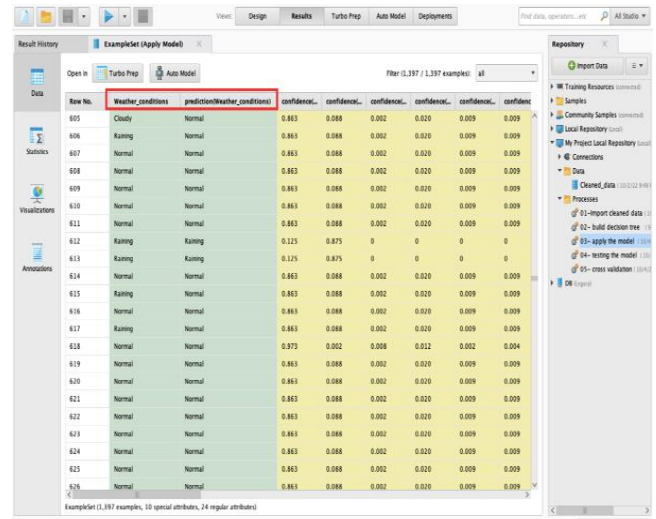 Views: Design Results Turbo Prep Auto Model Deployments Find data, operators...etc All Studio
Result History ExampleSet (Apply Model) Repository
Open in Turbo Prep Auto Model Filter (1,397 / 1,397 examples): all Import Data
Data
Statistics
Visualizations
Annotations
Row No. Weather_conditions prediction(Weather_conditions) confidence(... confidence(... confidence(... confidence(... confidence(... confidenc
605 Cloudy Normal 0.863 0.088 0.002 0.020 0.009 0.009
606 Raining Normal 0.863 0.088 0.002 0.020 0.009 0.009
607 Normal Normal 0.863 0.088 0.002 0.020 0.009 0.009
608 Normal Normal 0.863 0.088 0.002 0.020 0.009 0.009
609 Normal Normal 0.863 0.088 0.002 0.020 0.009 0.009
610 Normal Normal 0.863 0.088 0.002 0.020 0.009 0.009
611 Normal Normal 0.863 0.088 0.002 0.020 0.009 0.009
612 Raining Raining 0.125 0.875 0 0 0 0
613 Raining Raining 0.125 0.875 0 0 0 0
614 Normal Normal 0.863 0.088 0.002 0.020 0.009 0.009
615 Raining Normal 0.863 0.088 0.002 0.020 0.009 0.009
616 Normal Normal 0.863 0.088 0.002 0.020 0.009 0.009
617 Raining Normal 0.863 0.088 0.002 0.020 0.009 0.009
618 Normal Normal 0.973 0.002 0.008 0.012 0.002 0.004
619 Normal Normal 0.863 0.088 0.002 0.020 0.009 0.009
620 Normal Normal 0.863 0.088 0.002 0.020 0.009 0.009
621 Normal Normal 0.863 0.088 0.002 0.020 0.009 0.009
622 Normal Normal 0.863 0.088 0.002 0.020 0.009 0.009
623 Normal Normal 0.863 0.088 0.002 0.020 0.009 0.009
624 Normal Normal 0.863 0.088 0.002 0.020 0.009 0.009
625 Normal Normal 0.863 0.088 0.002 0.020 0.009 0.009
626 Normal Normal 0.863 0.088 0.002 0.020 0.009 0.009
ExampleSet (1,397 examples, 10 special attributes, 24 regular attributes)
Training Resources (connected)
Samples
Community Samples (connected)
Local Repository (Local)
My Project Local Repository (Local
Connections
Data
Cleaned_data
Processes
01-Import cleaned data
02- build decision tree
03- apply the model
04- testing the model
05- cross validation
DB (Legacy)